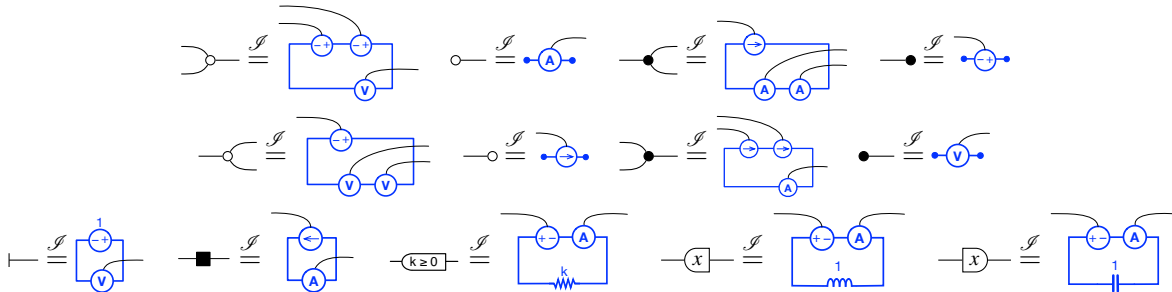 ℐ = − + − + V ℐ = A ℐ = → A A ℐ = − +
ℐ = − + V V ℐ = → ℐ = → → A ℐ = V
ℐ = 1 − + V ℐ = ← A k ≥ 0 ℐ = + − A k x ℐ = + − A 1 x ℐ = + − A 1